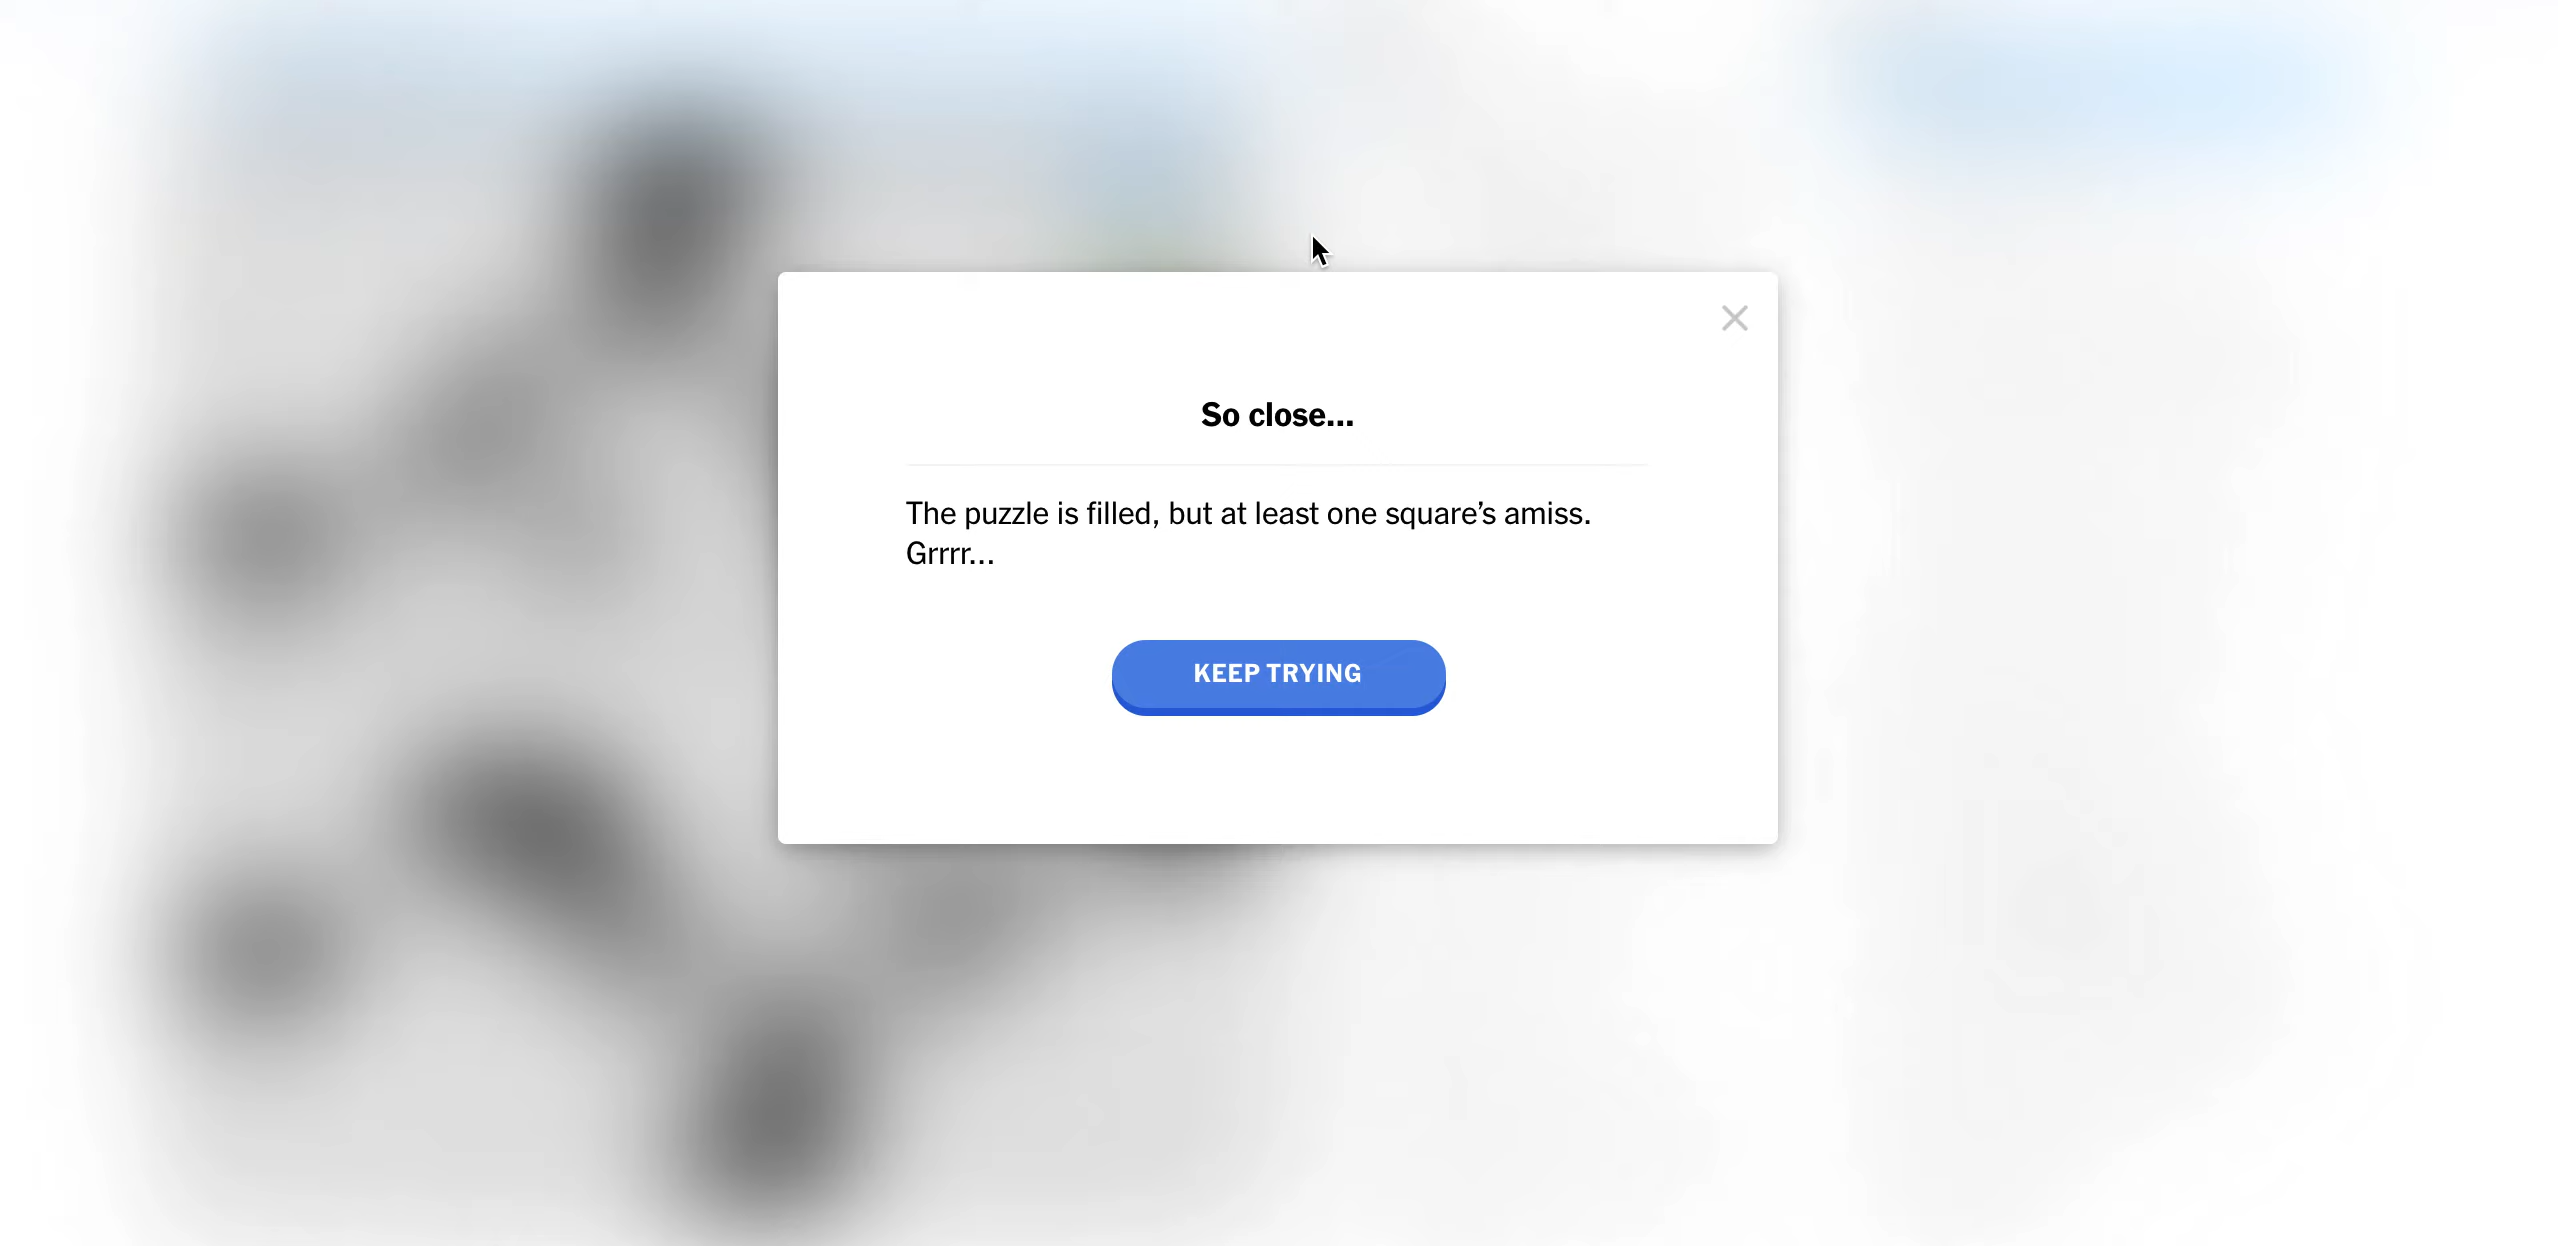 So close...
The puzzle is filled, but at least one square’s amiss.
Grrrr...
KEEP TRYING